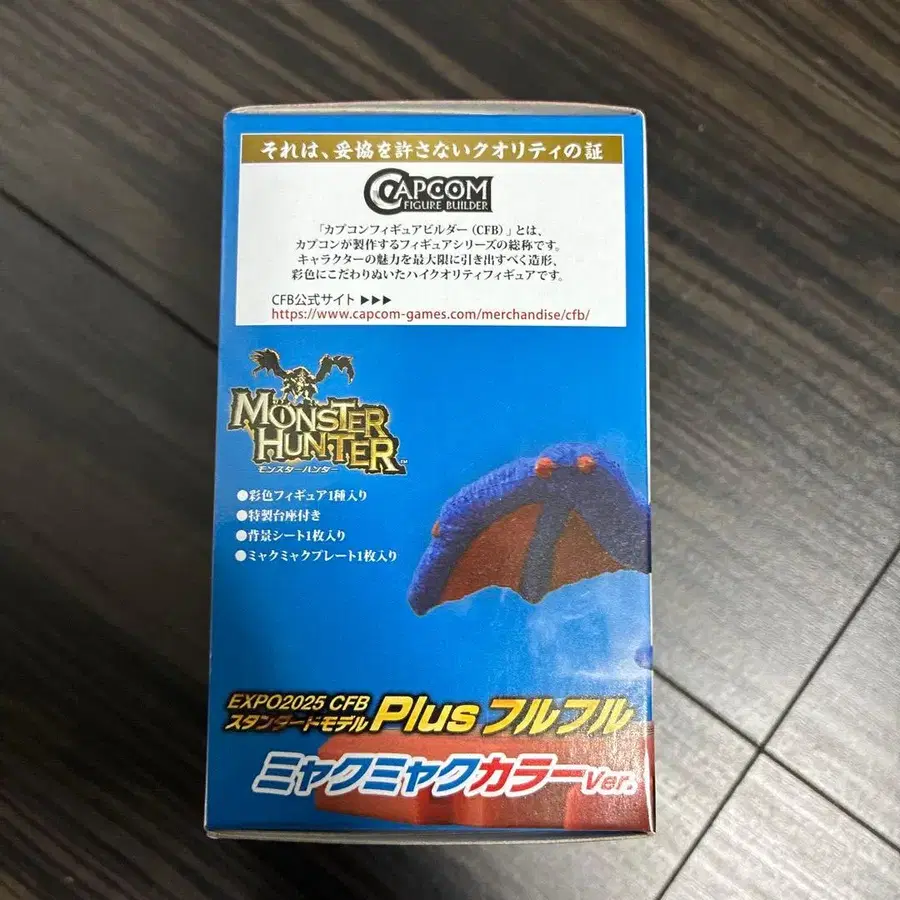 それは、妥協を許さないクオリティの証
CAPCOM
FIGURE BUILDER
「カプコンフィギュアビルダー（CFB）」とは、
カプコンが製作するフィギュアシリーズの総称です。
キャラクターの魅力を最大限に引き出すべく造形、
彩色にこだわりぬいたハイクオリティフィギュアです。
CFB公式サイト ▶▶▶
https://www.capcom-games.com/merchandise/cfb/
MONSTER
HUNTER™
モンスターハンター
●彩色フィギュア1種入り
●特製台座付き
●背景シート1枚入り
●ミャクミャクプレート1枚入り
EXPO2025 CFB
スタンダードモデル Plus フルフル
ミャクミャクカラーVer.